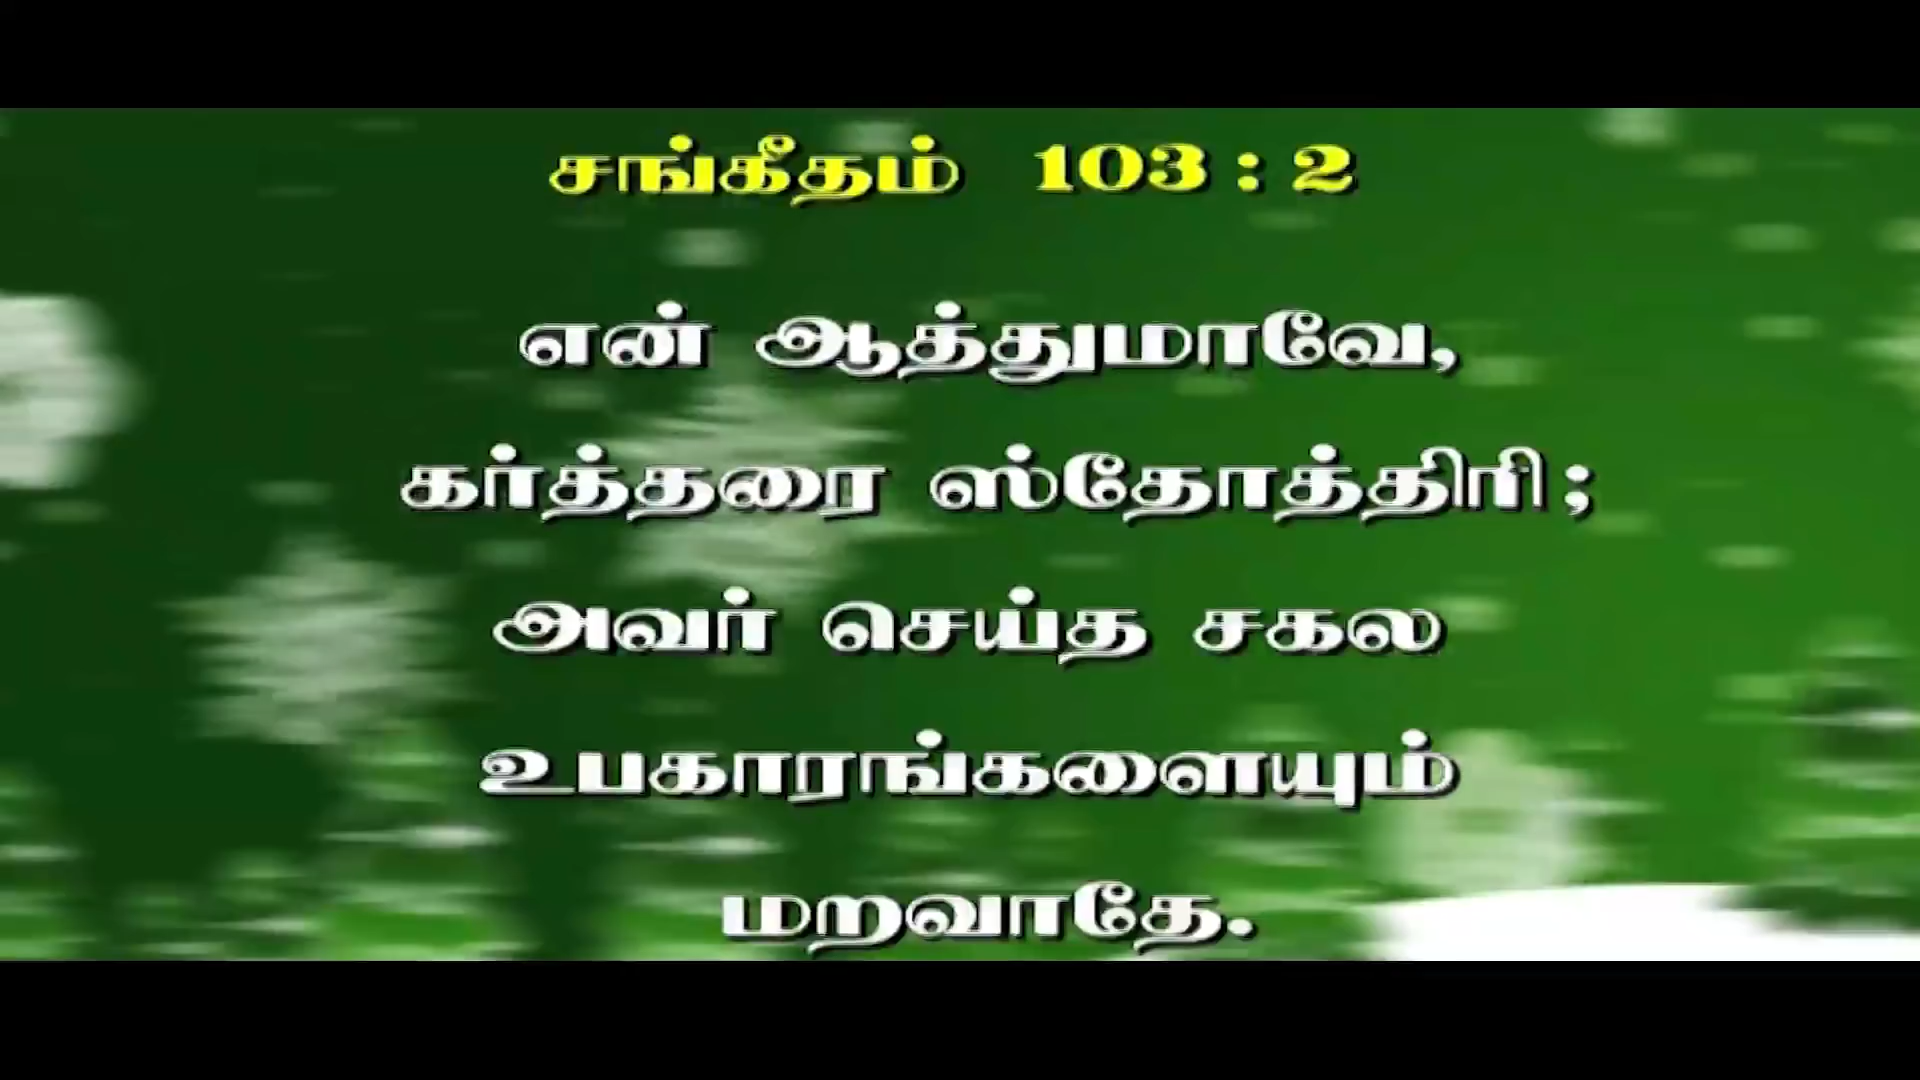 சங்கீதம் 103 : 2
என் ஆத்துமாவே,
கர்த்தரை ஸ்தோத்திரி;
அவர் செய்த சகல
உபகாரங்களையும்
மறவாதே.